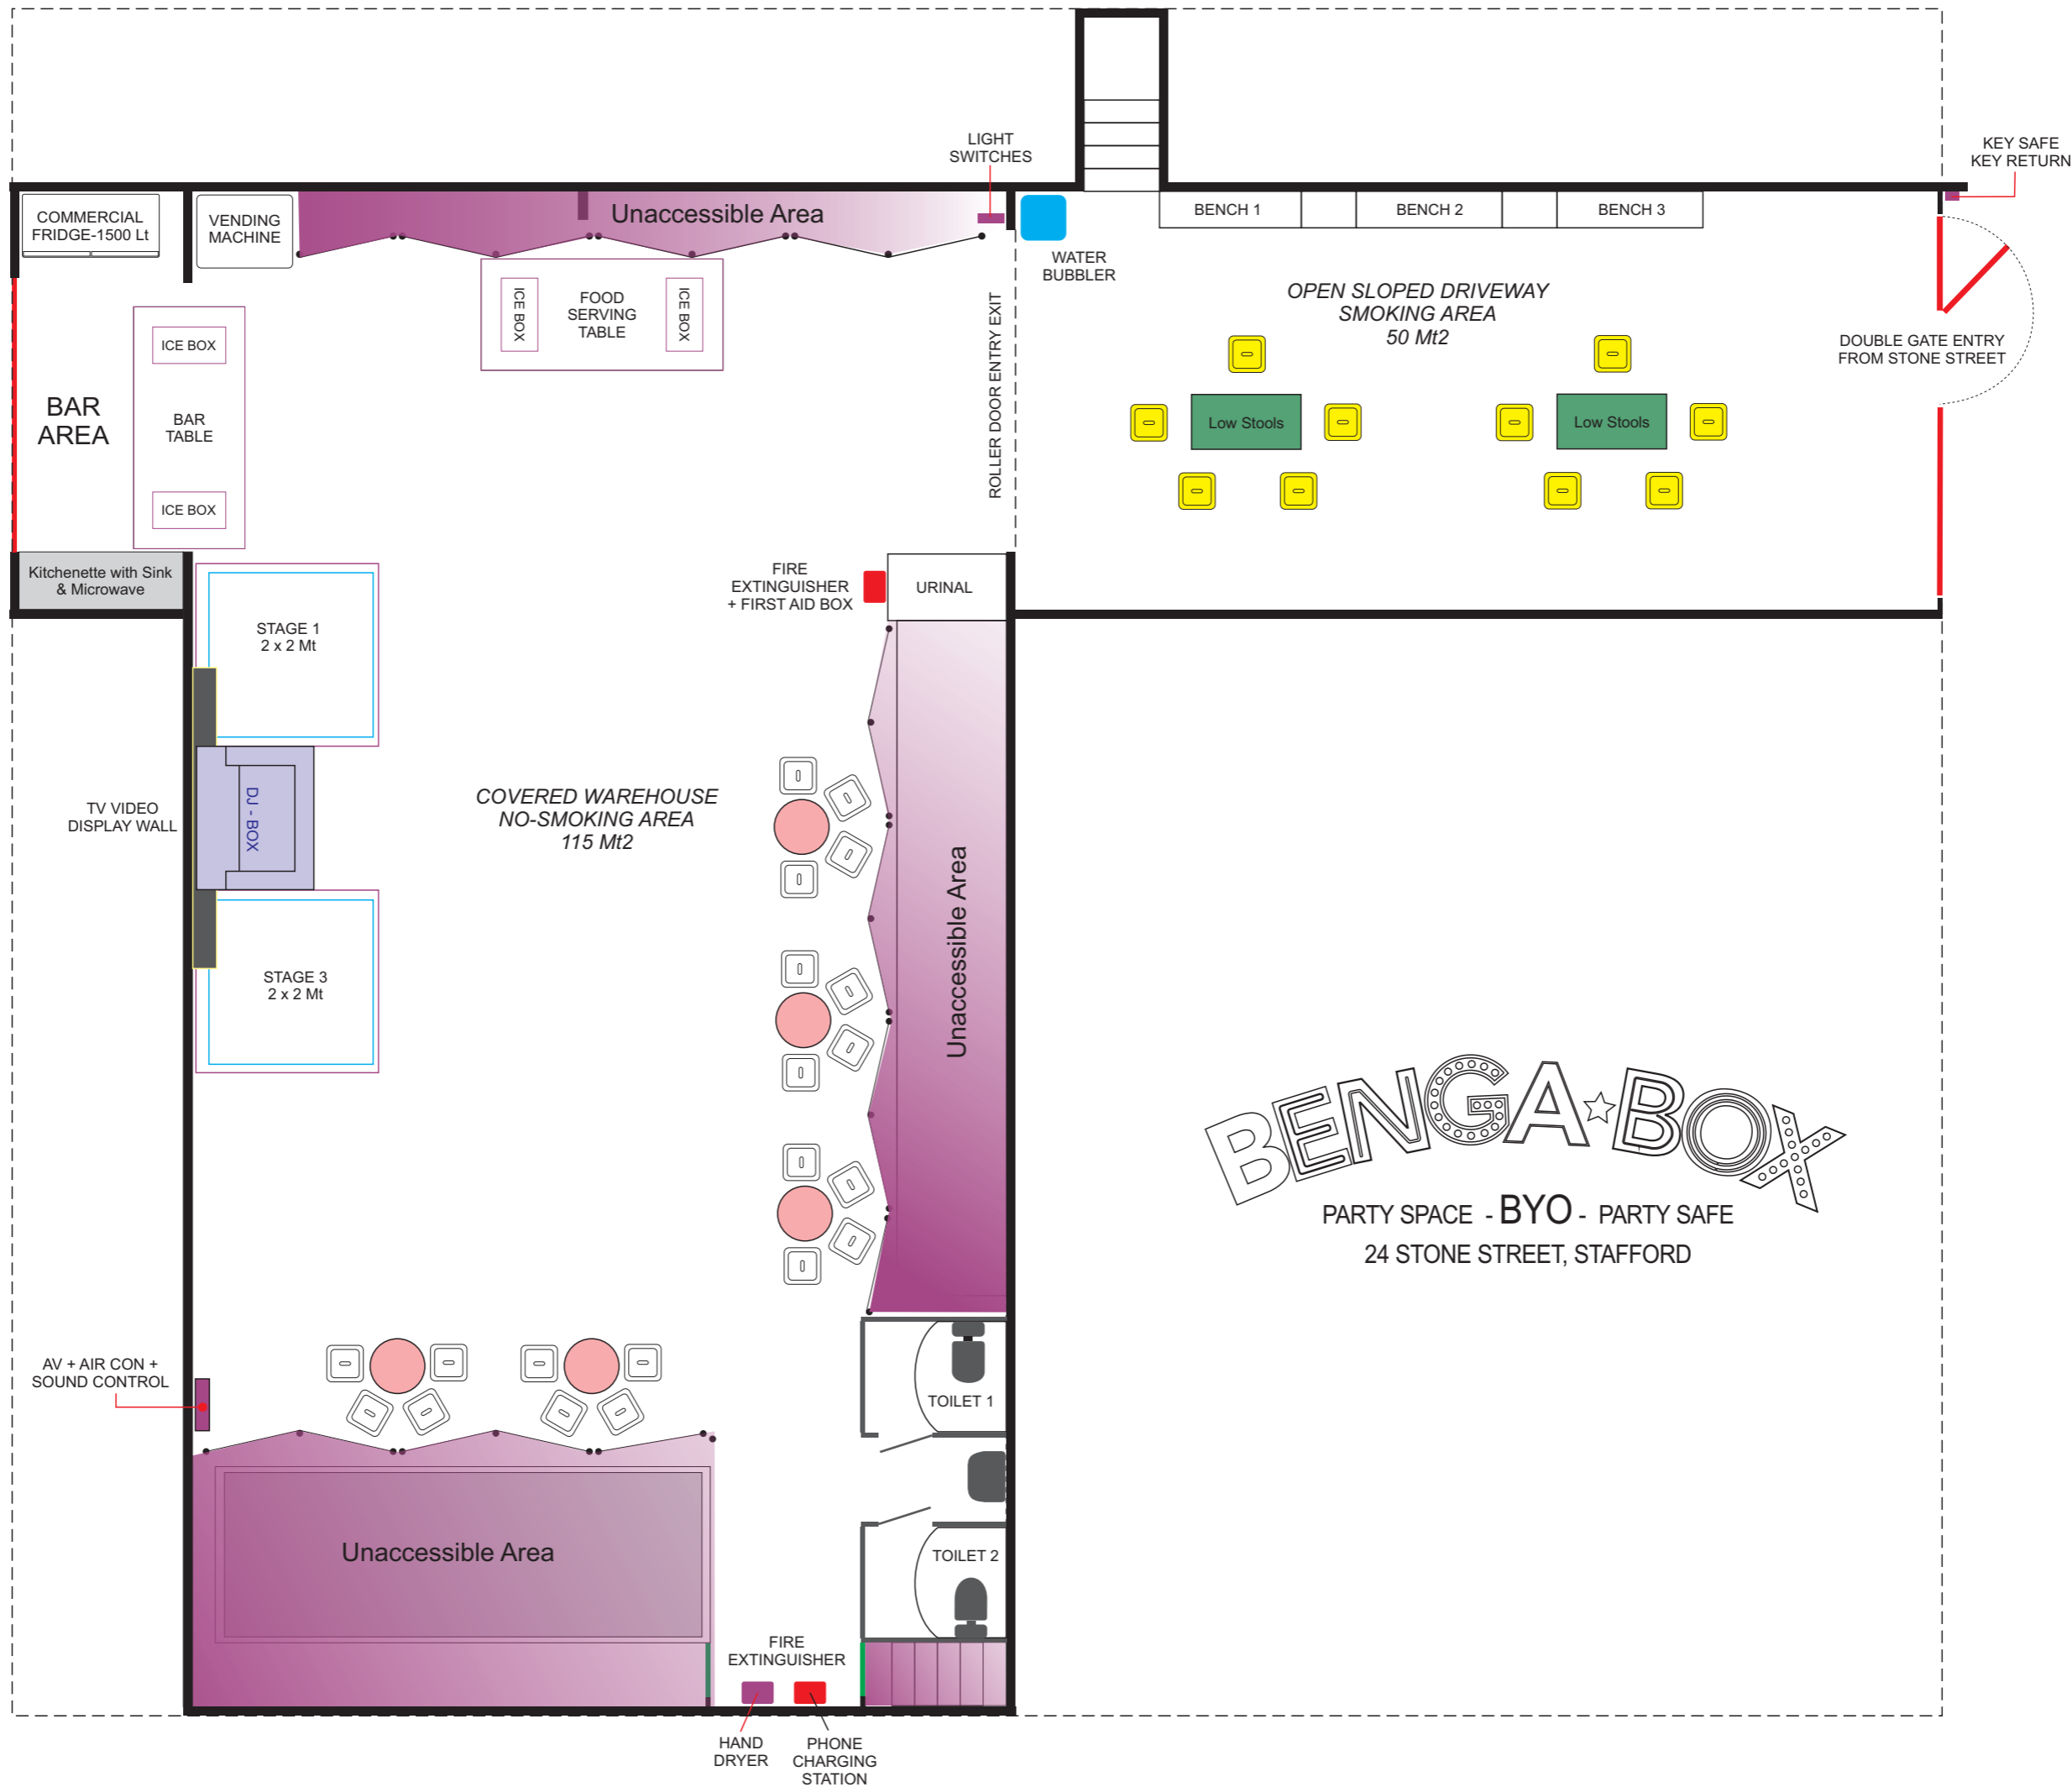 LIGHT
SWITCHES
KEY SAFE
KEY RETURN
COMMERCIAL
FRIDGE-1500 Lt
VENDING
MACHINE
Unaccessible Area
BENCH 1
BENCH 2
BENCH 3
WATER
BUBBLER
ICE BOX
FOOD
SERVING
TABLE
ICE BOX
ROLLER DOOR ENTRY EXIT
OPEN SLOPED DRIVEWAY
SMOKING AREA
50 Mt2
DOUBLE GATE ENTRY
FROM STONE STREET
ICE BOX
BAR
AREA
BAR
TABLE
ICE BOX
Low Stools
Low Stools
Kitchenette with Sink
& Microwave
FIRE
EXTINGUISHER
+ FIRST AID BOX
URINAL
STAGE 1
2 x 2 Mt
TV VIDEO
DISPLAY WALL
DJ - BOX
COVERED WAREHOUSE
NO-SMOKING AREA
115 Mt2
Unaccessible Area
STAGE 3
2 x 2 Mt
BENGA BOX
PARTY SPACE - BYO - PARTY SAFE
24 STONE STREET, STAFFORD
AV + AIR CON +
SOUND CONTROL
TOILET 1
Unaccessible Area
TOILET 2
FIRE
EXTINGUISHER
HAND
DRYER
PHONE
CHARGING
STATION